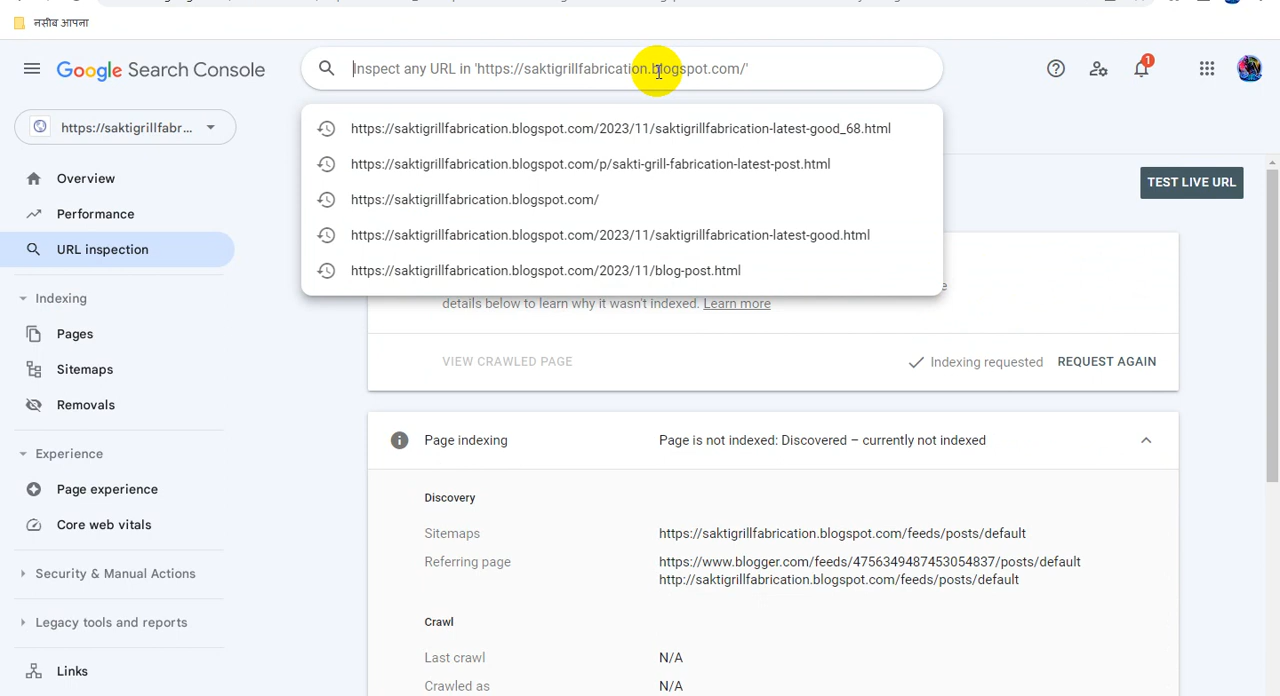 नसीब आपना
Google Search Console
Inspect any URL in 'https://saktigrillfabrication.blogspot.com/'
1
https://saktigrillfabr...
https://saktigrillfabrication.blogspot.com/2023/11/saktigrillfabrication-latest-good_68.html
https://saktigrillfabrication.blogspot.com/p/sakti-grill-fabrication-latest-post.html
https://saktigrillfabrication.blogspot.com/
https://saktigrillfabrication.blogspot.com/2023/11/saktigrillfabrication-latest-good.html
https://saktigrillfabrication.blogspot.com/2023/11/blog-post.html
Overview
Performance
URL inspection
Indexing
Pages
Sitemaps
Removals
Experience
Page experience
Core web vitals
Security & Manual Actions
Legacy tools and reports
Links
TEST LIVE URL
details below to learn why it wasn't indexed. Learn more
VIEW CRAWLED PAGE
Indexing requested
REQUEST AGAIN
Page indexing
Page is not indexed: Discovered – currently not indexed
Discovery
Sitemaps
https://saktigrillfabrication.blogspot.com/feeds/posts/default
Referring page
https://www.blogger.com/feeds/4756349487453054837/posts/default
http://saktigrillfabrication.blogspot.com/feeds/posts/default
Crawl
Last crawl
N/A
Crawled as
N/A